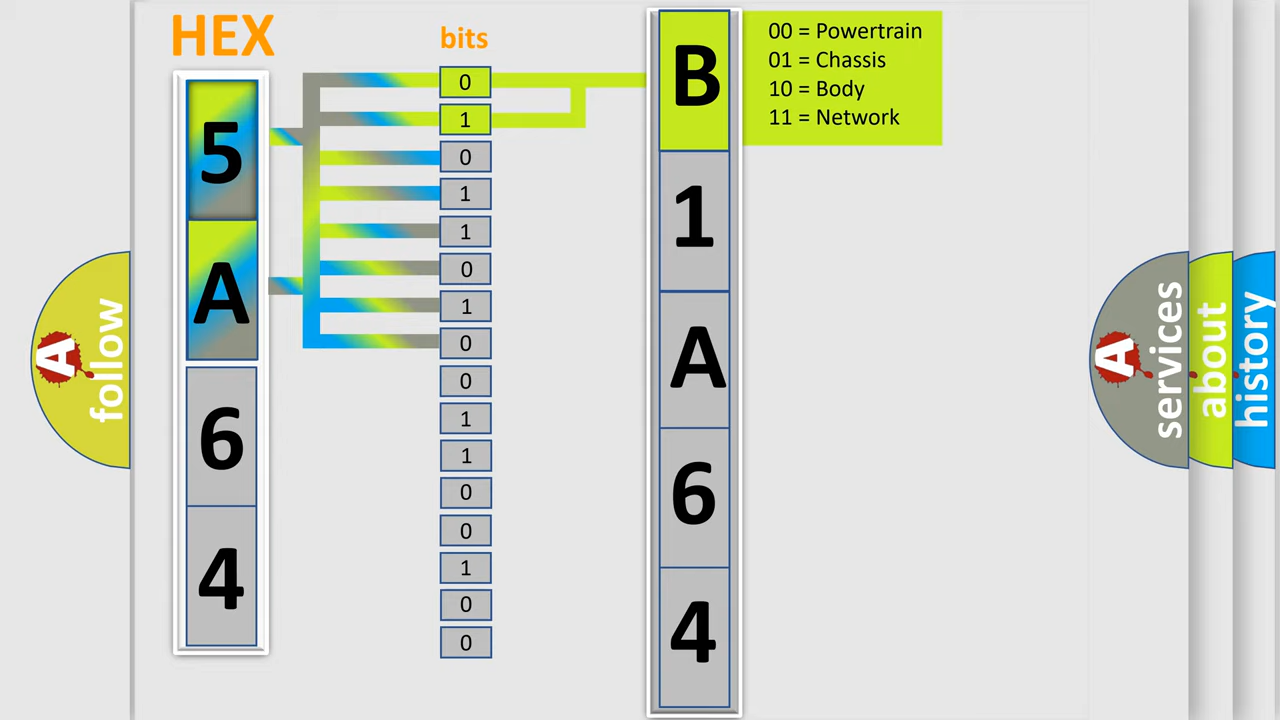 HEX
bits
5
A
6
4
0
1
0
1
1
0
1
0
0
1
1
0
0
1
0
0
B
1
A
6
4
00 = Powertrain
01 = Chassis
10 = Body
11 = Network
A
follow
A
services
about
history